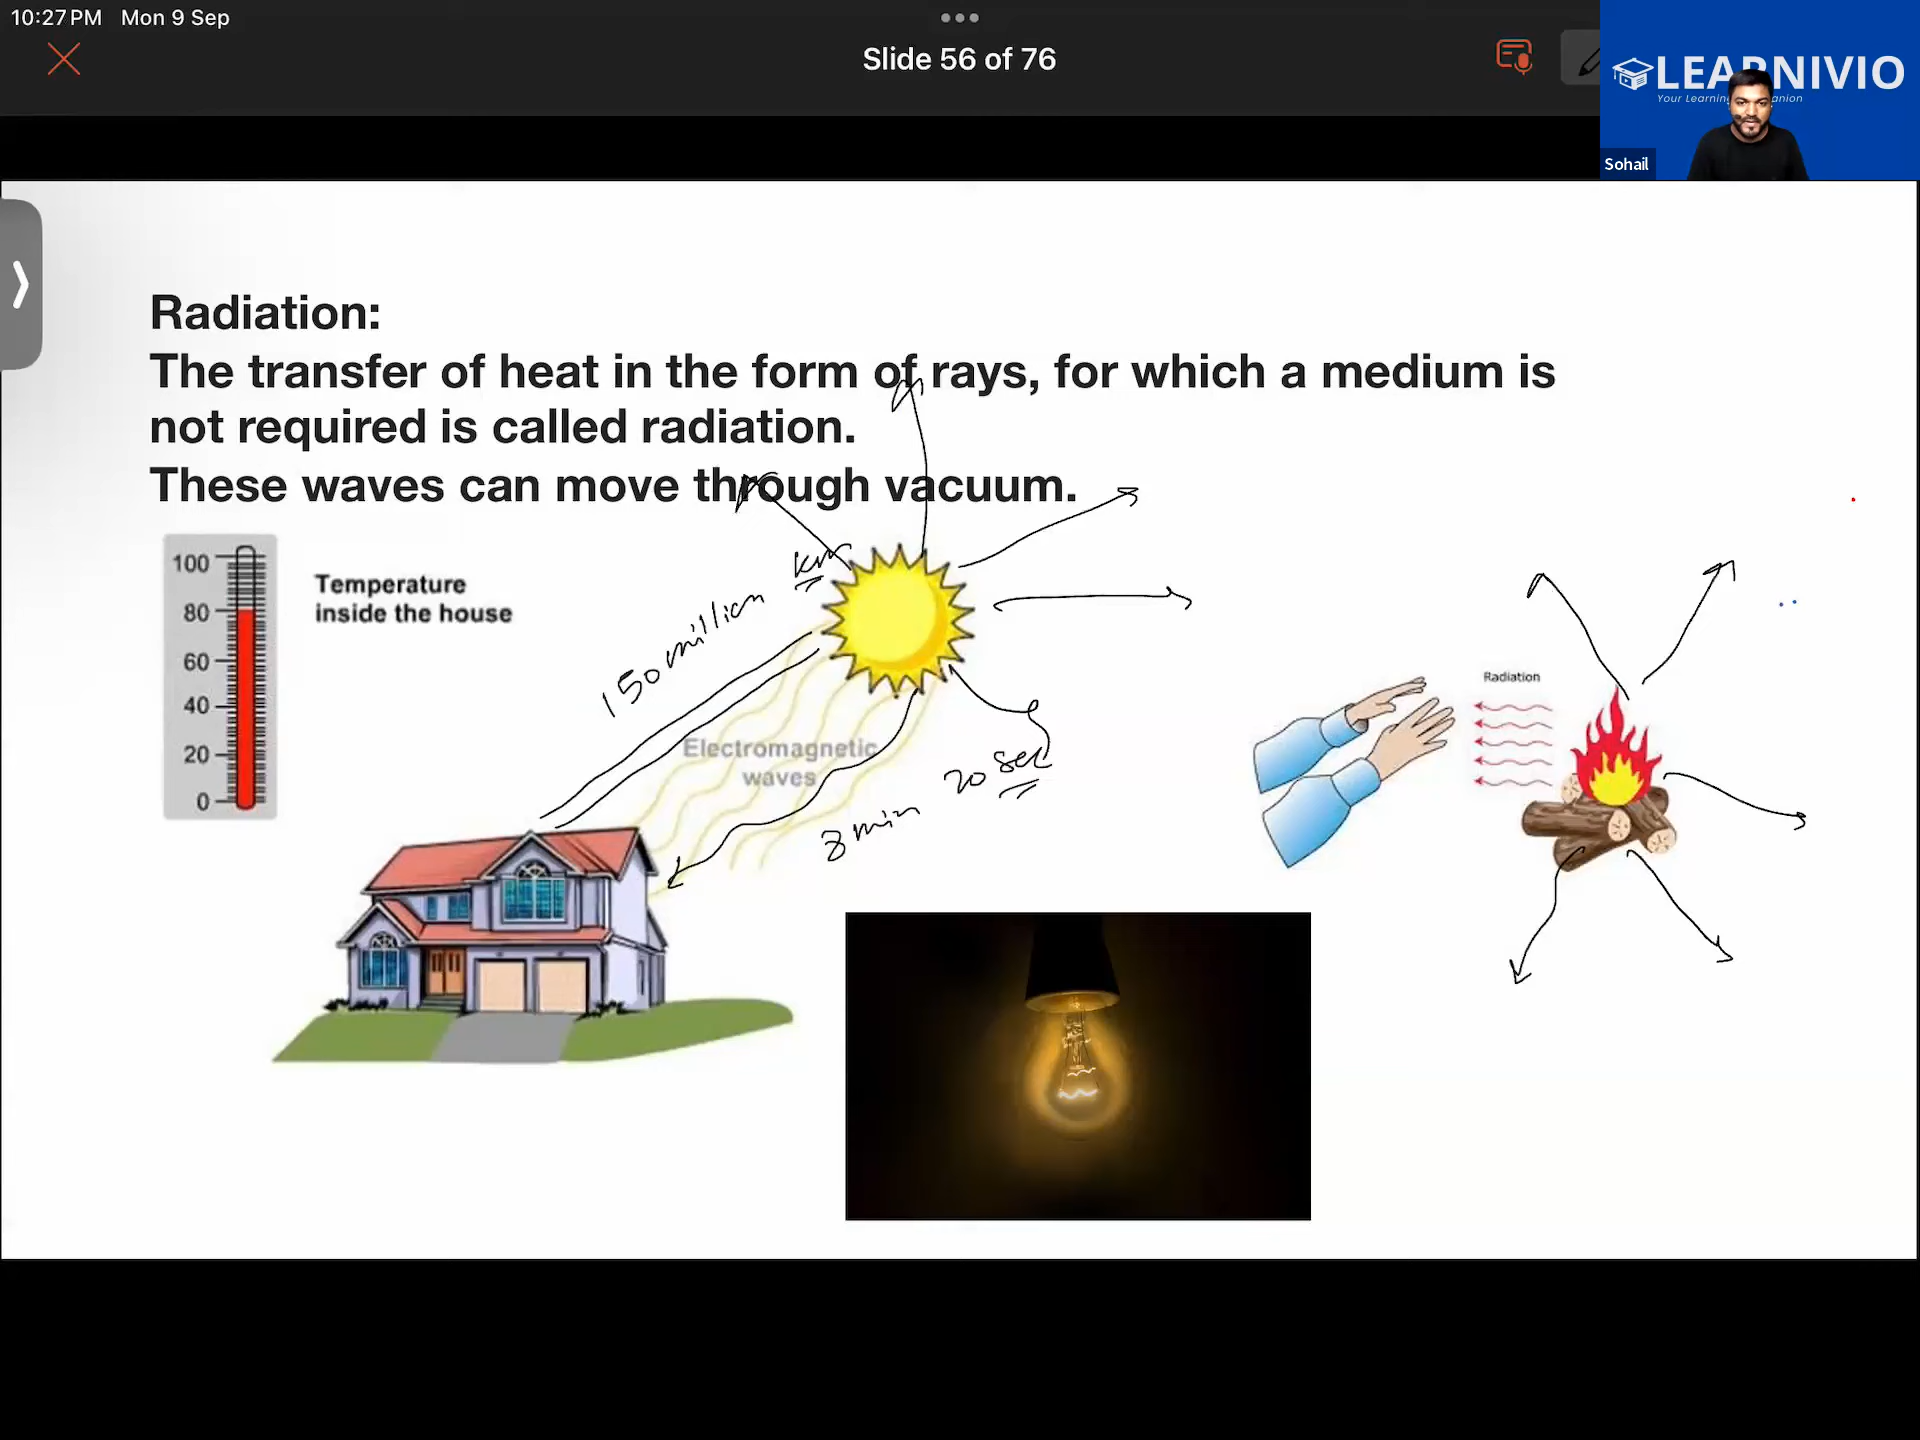 10:27 PM Mon 9 Sep
Slide 56 of 76
LEARNIVIO
Your Learning Companion
Sohail
Radiation:
The transfer of heat in the form of rays, for which a medium is
not required is called radiation.
These waves can move through vacuum.
100
80
60
40
20
0
Temperature
inside the house
150 million km
Electromagnetic
waves
8 min 20 sec
Radiation